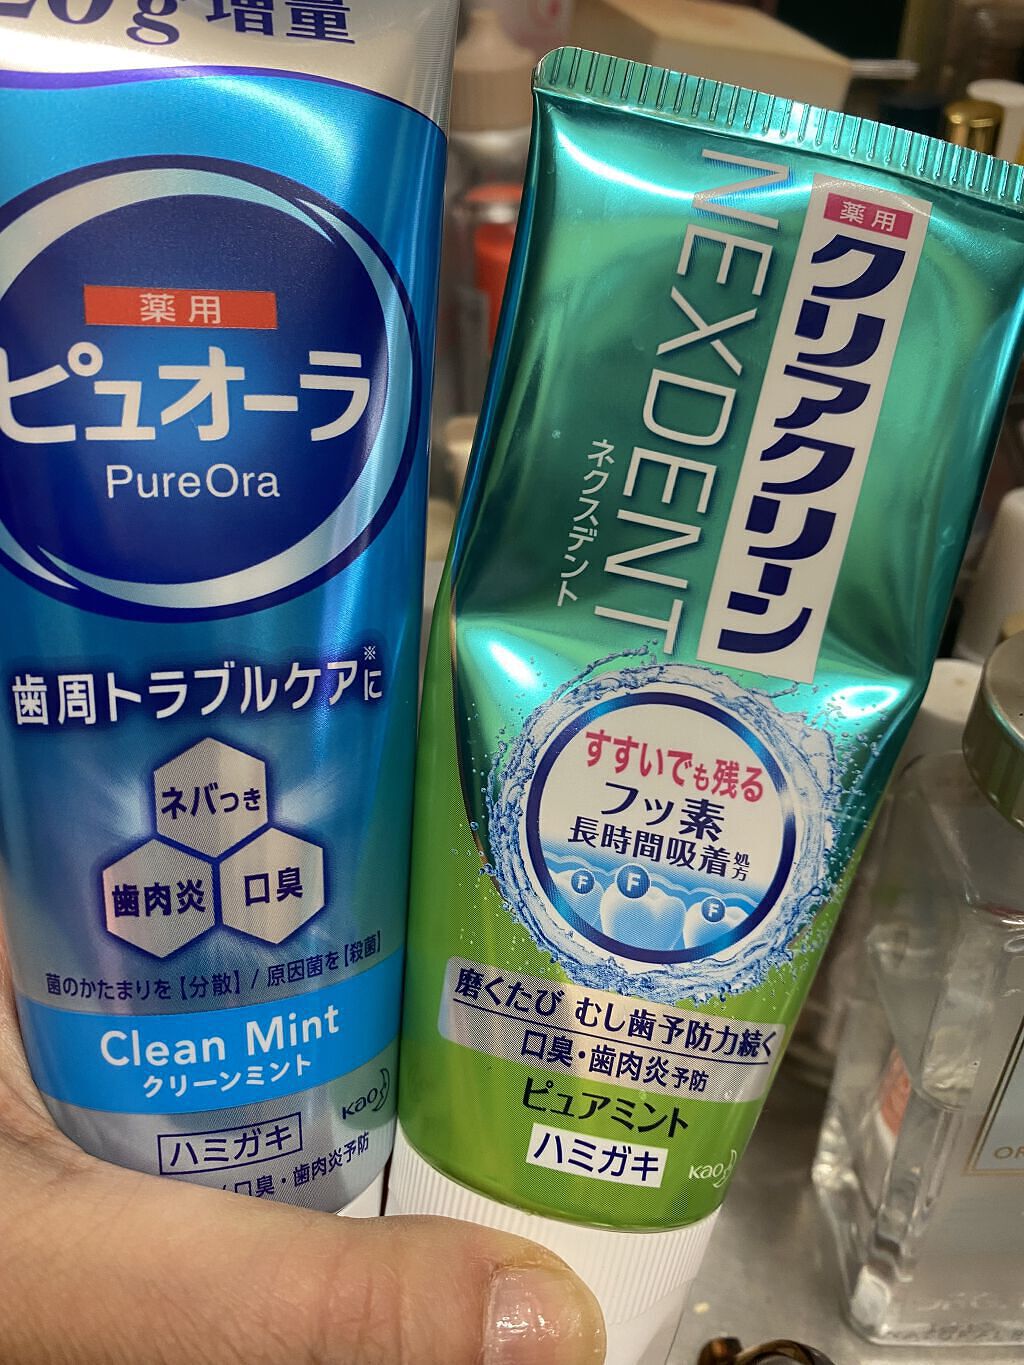 20g増量
薬用
ピュオーラ
PureOra
歯周トラブルケアに※
ネバつき
歯肉炎
口臭
菌のかたまりを【分散】/原因菌を【殺菌】
Clean Mint
クリーンミント
Kao
ハミガキ
口臭・歯肉炎予防
薬用
クリアクリーン
NEXDENT
ネクスデント
すすいでも残る
フッ素
長時間吸着処方
F
F
F
磨くたび むし歯予防力続く
口臭・歯肉炎予防
ピュアミント
ハミガキ
Kao